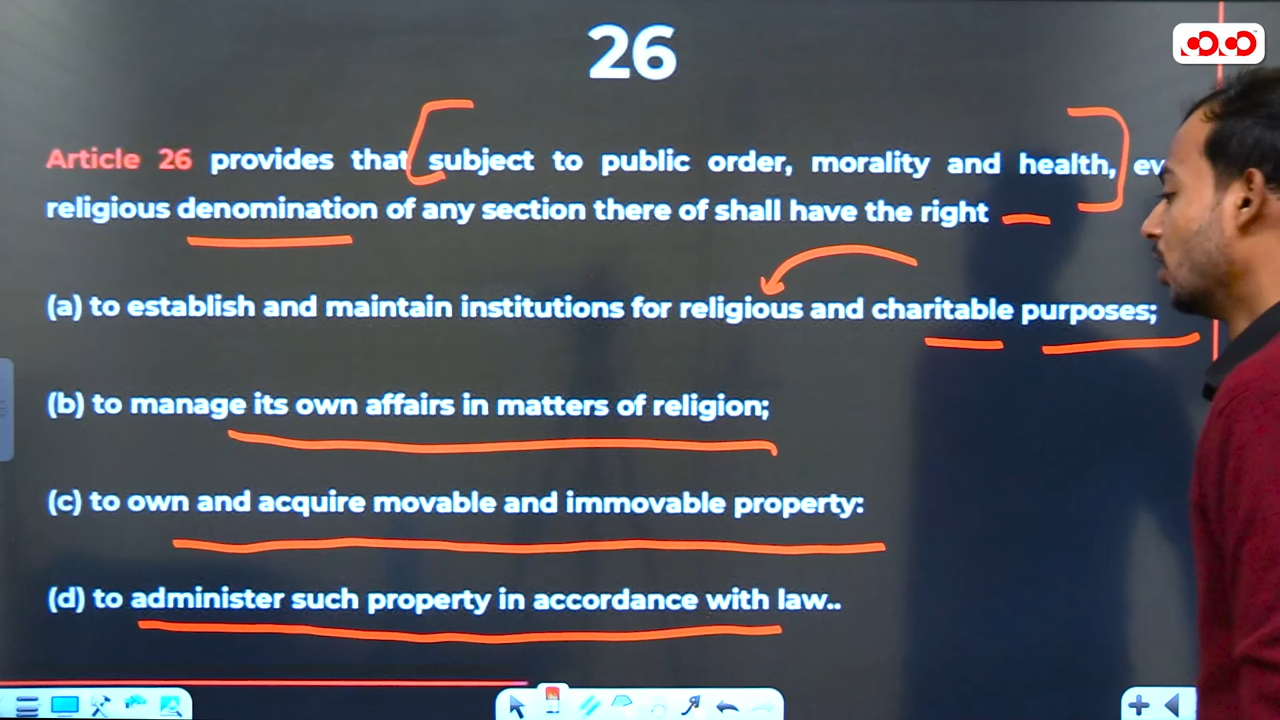 26
Article 26 provides that subject to public order, morality and health,
religious denomination of any section there of shall have the right
(a) to establish and maintain institutions for religious and charitable purposes;
(b) to manage its own affairs in matters of religion;
(c) to own and acquire movable and immovable property:
(d) to administer such property in accordance with law..